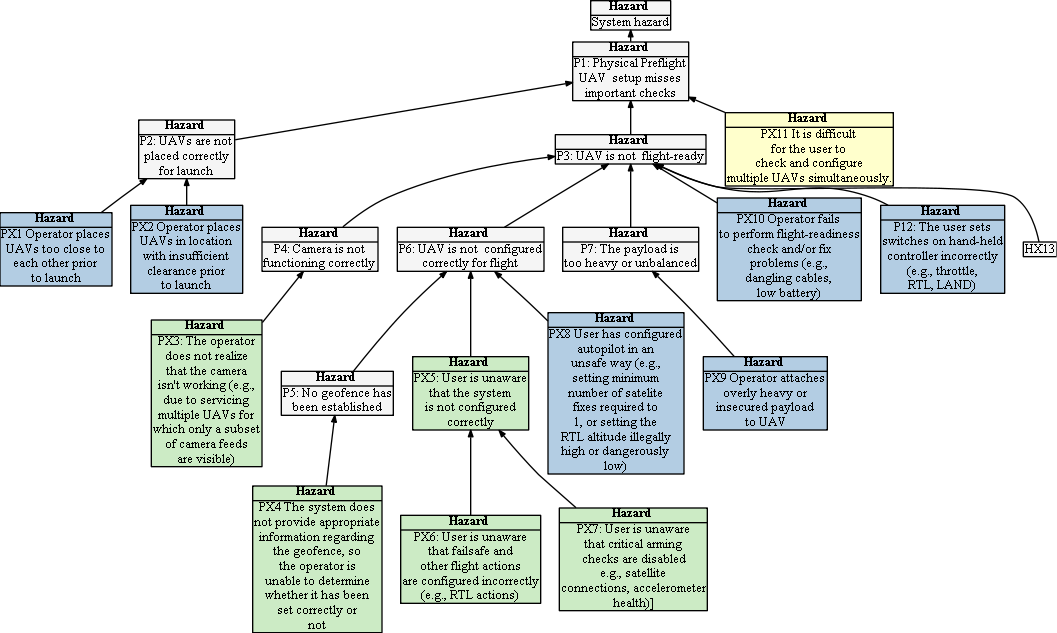 Hazard
System hazard
Hazard
P1: Physical Preflight
UAV setup misses
important checks
Hazard
PX11 It is difficult
for the user to
check and configure
multiple UAVs simultaneously.
Hazard
P2: UAVs are not
placed correctly
for launch
Hazard
P3: UAV is not flight-ready
Hazard
PX1 Operator places
UAVs too close to
each other prior
to launch
Hazard
PX2 Operator places
UAVs in location
with insufficient
clearance prior
to launch
Hazard
P4: Camera is not
functioning correctly
Hazard
P6: UAV is not configured
correctly for flight
Hazard
P7: The payload is
too heavy or unbalanced
Hazard
PX10 Operator fails
to perform flight-readiness
check and/or fix
problems (e.g.,
dangling cables,
low battery)
Hazard
P12: The user sets
switches on hand-held
controller incorrectly
(e.g., throttle,
RTL, LAND)
HX13
Hazard
PX3: The operator
does not realize
that the camera
isn't working (e.g.,
due to servicing
multiple UAVs for
which only a subset
of camera feeds
are visible)
Hazard
P5: No geofence has
been established
Hazard
PX5: User is unaware
that the system
is not configured
correctly
Hazard
PX8 User has configured
autopilot in an
unsafe way (e.g.,
setting minimum
number of satelite
fixes required to
1, or setting the
RTL altitude illegally
high or dangerously
low)
Hazard
PX9 Operator attaches
overly heavy or
insecured payload
to UAV
Hazard
PX4 The system does
not provide appropriate
information regarding
the geofence, so
the operator is
unable to determine
whether it has been
set correctly or
not
Hazard
PX6: User is unaware
that failsafe and
other flight actions
are configured incorrectly
(e.g., RTL actions)
Hazard
PX7: User is unaware
that critical arming
checks are disabled
e.g., satellite
connections, accelerometer
health)]